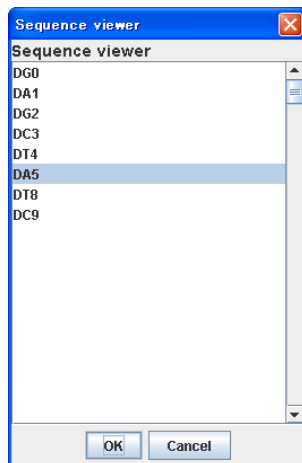 Sequence viewer
Sequence viewer
DG0
DA1
DG2
DC3
DT4
DA5
DT8
DC9
OK Cancel